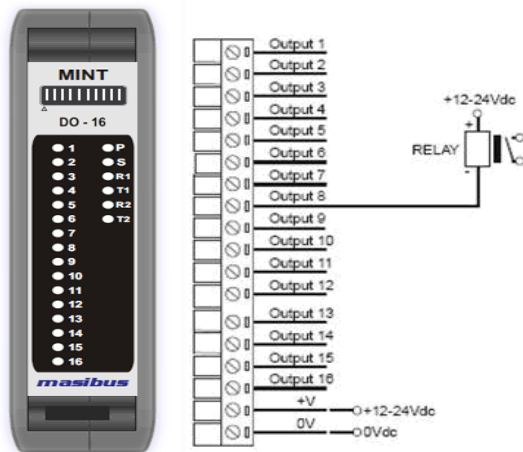 MINT
DO - 16
1 P
2 S
3 R1
4 T1
5 R2
6 T2
7
8
9
10
11
12
13
14
15
16
masibus
Output 1
Output 2
Output 3
Output 4
Output 5
Output 6
Output 7
Output 8
Output 9
Output 10
Output 11
Output 12
Output 13
Output 14
Output 15
Output 16
+V
+12-24Vdc
0V
0Vdc
+12-24Vdc
+
RELAY
-